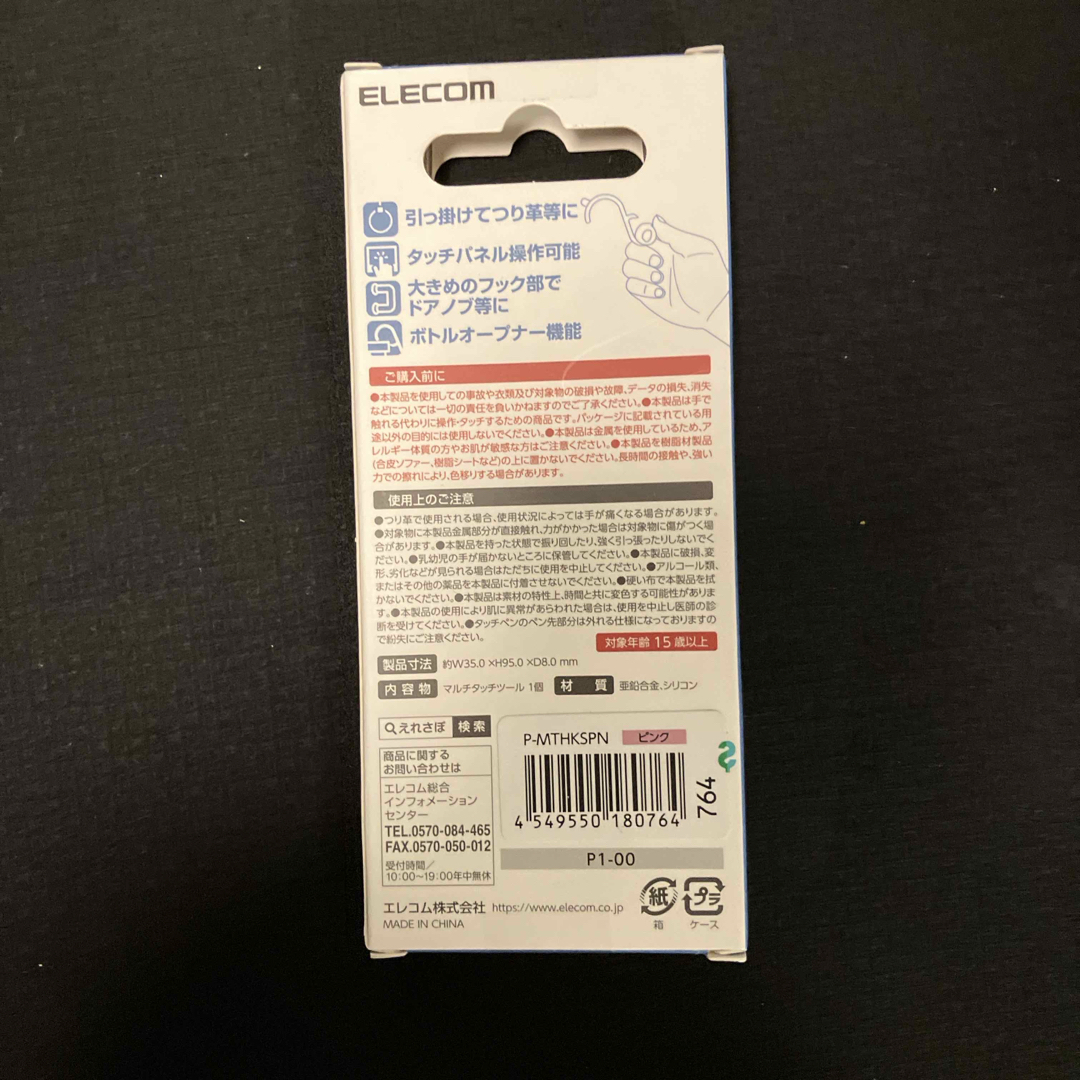 ELECOM
引っ掛けてつり革等に
タッチパネル操作可能
大きめのフック部で
ドアノブ等に
ボトルオープナー機能
ご購入前に
●本製品を使用しての事故や衣類及び対象物の破損や故障、データの損失、消失
などについては一切の責任を負いかねますのでご了承ください。●本製品は手で
触れる代わりに操作・タッチするための商品です。パッケージに記載されている用
途以外の目的には使用しないでください。●本製品は金属を使用しているため、ア
レルギー体質の方やお肌が敏感な方はご注意ください。●本製品を樹脂材製品
(合皮ソファー、樹脂シートなど)の上に置かないでください。長時間の接触や、強い
力での擦れにより、色移りする場合があります。
使用上のご注意
●つり革で使用される場合、使用状況によっては手が痛くなる場合があります。
●対象物に本製品金属部分が直接触れ、力がかかった場合は対象物に傷がつく場
合があります。●本製品を持った状態で振り回したり、強く引っ張ったりしないでく
ださい。●乳幼児の手が届かないところに保管してください。●本製品に破損、変
形、劣化などが見られる場合はただちに使用を中止してください。●アルコール類、
またはその他の薬品を本製品に付着させないでください。●硬い布で本製品を拭
かないでください。●本製品は素材の特性上、時間と共に変色する可能性がありま
す。●本製品の使用により肌に異常があらわれた場合は、使用を中止し医師の診
断を受けてください。●タッチペンのペン先部分は外れる仕様になっておりますの
で紛失にご注意ください。
対象年齢 15歳以上
製品寸法 約W35.0×H95.0×D8.0 mm
内容物 マルチタッチツール 1個 材質 亜鉛合金、シリコン
えれさぽ 検索
商品に関する
お問い合わせは
エレコム総合
インフォメーション
センター
TEL.0570-084-465
FAX.0570-050-012
受付時間/
10:00~19:00年中無休
P-MTHKSPN ピンク
4 549550 180764
764
P1-00
エレコム株式会社 https://www.elecom.co.jp
MADE IN CHINA
紙
箱
プラ
ケース